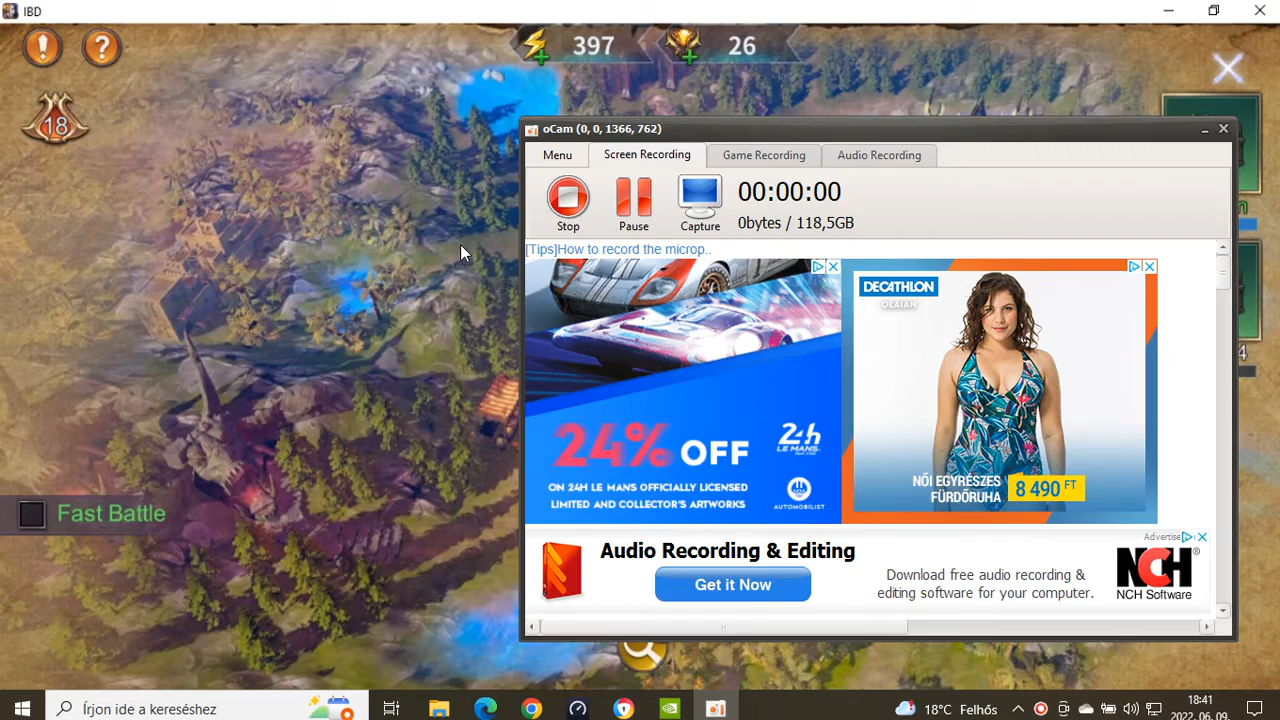 IBD
397
26
18
Fast Battle
oCam (0, 0, 1366, 762)
Menu
Screen Recording
Game Recording
Audio Recording
Stop
Pause
Capture
00:00:00
0bytes / 118,5GB
[Tips]How to record the microp..
24% OFF
ON 24H LE MANS OFFICIALLY LICENSED
LIMITED AND COLLECTOR'S ARTWORKS
24h
LE MANS
AUTOMOBILIST
DECATHLON
OLAIAN
NŐI EGYRÉSZES
FÜRDŐRUHA
8 490 FT
Audio Recording & Editing
Get it Now
Download free audio recording &
editing software for your computer.
NCH®
NCH Software
4
Írjon ide a kereséshez
18°C Felhős
18:41
2022. 06. 09.